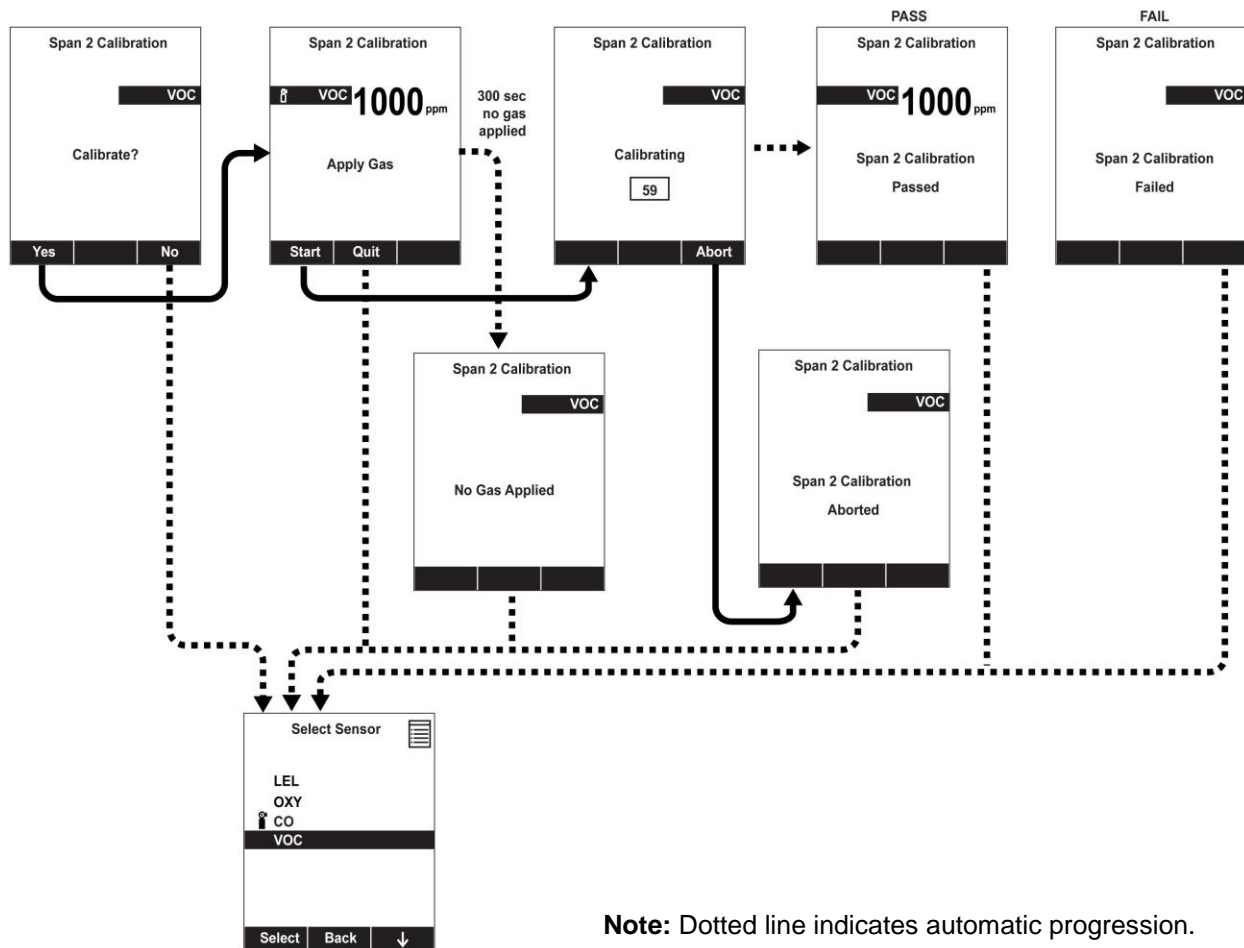 PASS
FAIL
Span 2 Calibration
VOC
Calibrate?
Yes No
Span 2 Calibration
VOC 1000 ppm
Apply Gas
Start Quit
300 sec
no gas
applied
Span 2 Calibration
VOC
Calibrating
59
Abort
Span 2 Calibration
VOC 1000 ppm
Span 2 Calibration
Passed
Span 2 Calibration
VOC
Span 2 Calibration
Failed
Span 2 Calibration
VOC
No Gas Applied
Span 2 Calibration
VOC
Span 2 Calibration
Aborted
Select Sensor
LEL
OXY
CO
VOC
Select Back
Note: Dotted line indicates automatic progression.